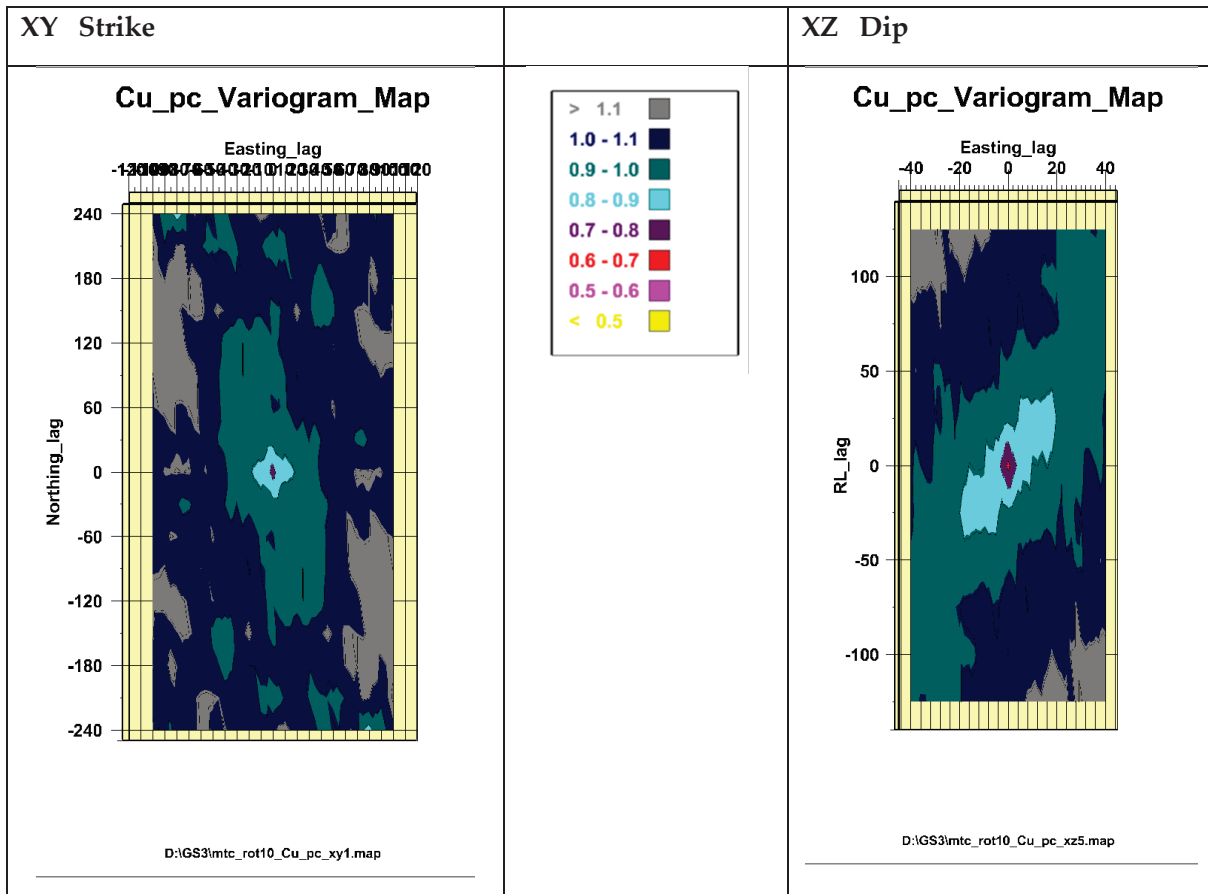 XY Strike
XZ Dip
Cu_pc_Variogram_Map
Easting_lag
240
180
120
60
0
-60
-120
-180
-240
Northing_lag
D:\GS3\mtc_rot10_Cu_pc_xy1.map
> 1.1
1.0 - 1.1
0.9 - 1.0
0.8 - 0.9
0.7 - 0.8
0.6 - 0.7
0.5 - 0.6
< 0.5
Cu_pc_Variogram_Map
Easting_lag
-40 -20 0 20 40
100
50
0
-50
-100
RL_lag
D:\GS3\mtc_rot10_Cu_pc_xz5.map